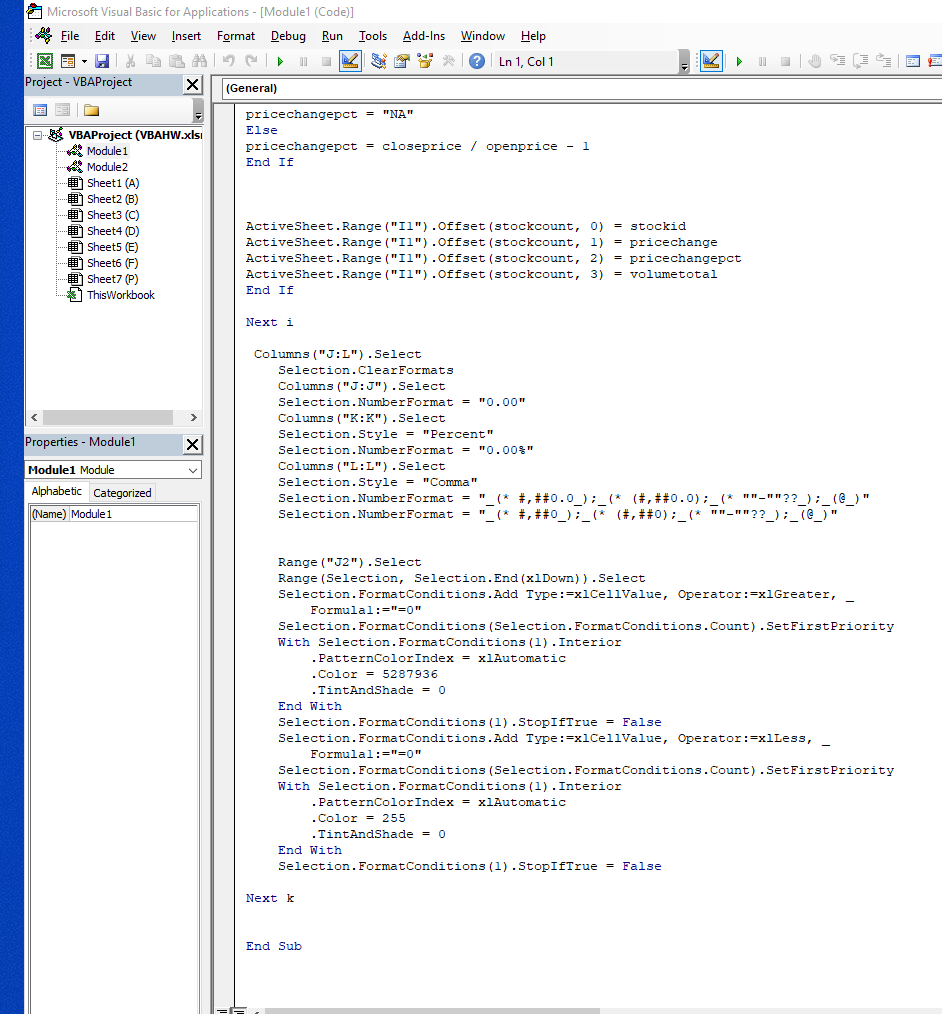 Microsoft Visual Basic for Applications - [Module1 (Code)]
File Edit View Insert Format Debug Run Tools Add-Ins Window Help
Ln 1, Col 1
Project - VBAProject
(General)
VBAProject (VBAHW.xls
Module1
Module2
Sheet1 (A)
Sheet2 (B)
Sheet3 (C)
Sheet4 (D)
Sheet5 (E)
Sheet6 (F)
Sheet7 (P)
ThisWorkbook
Properties - Module1
Module1 Module
Alphabetic Categorized
(Name) Module1
pricechangepct = "NA"
Else
pricechangepct = closeprice / openprice - 1
End If
ActiveSheet.Range("I1").Offset(stockcount, 0) = stockid
ActiveSheet.Range("I1").Offset(stockcount, 1) = pricechange
ActiveSheet.Range("I1").Offset(stockcount, 2) = pricechangepct
ActiveSheet.Range("I1").Offset(stockcount, 3) = volumetotal
End If
Next i
Columns("J:L").Select
Selection.ClearFormats
Columns("J:J").Select
Selection.NumberFormat = "0.00"
Columns("K:K").Select
Selection.Style = "Percent"
Selection.NumberFormat = "0.00%"
Columns("L:L").Select
Selection.Style = "Comma"
Selection.NumberFormat = "_(* #,##0.0_);_(* (#,##0.0);_(* ""-""??_);_(@_)"
Selection.NumberFormat = "_(* #,##0_);_(* (#,##0);_(* ""-""??_);_(@_)"
Range("J2").Select
Range(Selection, Selection.End(xlDown)).Select
Selection.FormatConditions.Add Type:=xlCellValue, Operator:=xlGreater, _
Formula1:="=0"
Selection.FormatConditions(Selection.FormatConditions.Count).SetFirstPriority
With Selection.FormatConditions(1).Interior
.PatternColorIndex = xlAutomatic
.Color = 5287936
.TintAndShade = 0
End With
Selection.FormatConditions(1).StopIfTrue = False
Selection.FormatConditions.Add Type:=xlCellValue, Operator:=xlLess, _
Formula1:="=0"
Selection.FormatConditions(Selection.FormatConditions.Count).SetFirstPriority
With Selection.FormatConditions(1).Interior
.PatternColorIndex = xlAutomatic
.Color = 255
.TintAndShade = 0
End With
Selection.FormatConditions(1).StopIfTrue = False
Next k
End Sub